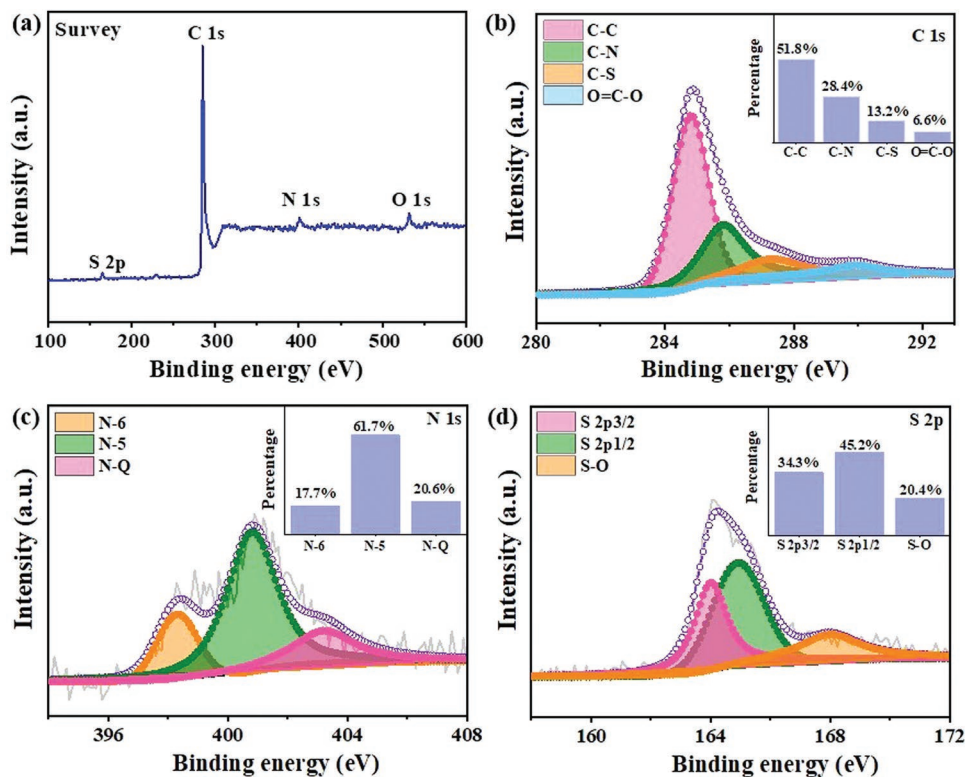 (a)
Survey
C 1s
S 2p
N 1s
O 1s
Intensity (a.u.)
100 200 300 400 500 600
Binding energy (eV)
(b)
C-C
C-N
C-S
O=C-O
C 1s
Percentage
51.8%
28.4%
13.2%
6.6%
C-C C-N C-S O=C-O
Intensity (a.u.)
280 284 288 292
Binding energy (eV)
(c)
N-6
N-5
N-Q
N 1s
Percentage
17.7%
61.7%
20.6%
N-6 N-5 N-Q
Intensity (a.u.)
396 400 404 408
Binding energy (eV)
(d)
S 2p3/2
S 2p1/2
S-O
S 2p
Percentage
34.3%
45.2%
20.4%
S 2p3/2 S 2p1/2 S-O
Intensity (a.u.)
160 164 168 172
Binding energy (eV)